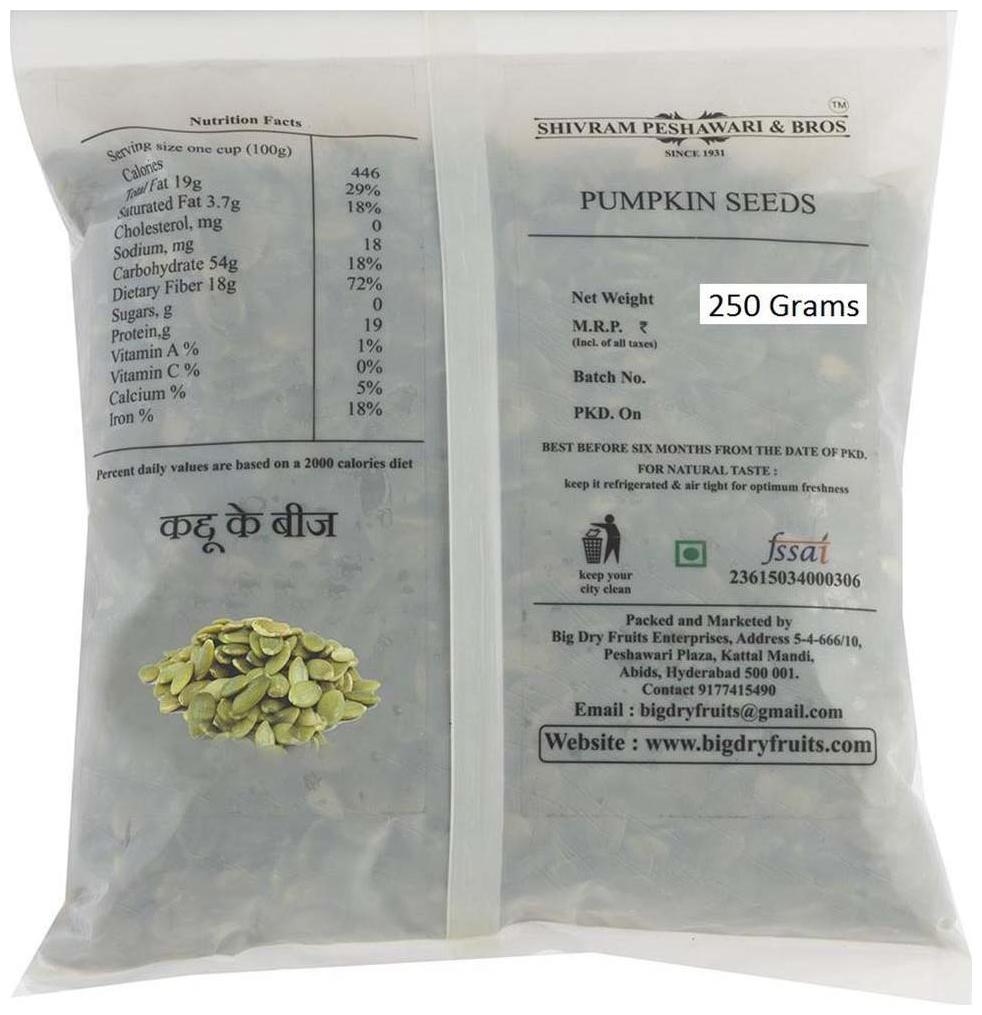 Nutrition Facts
Serving size one cup (100g)
Calories 446
Total Fat 19g 29%
Saturated Fat 3.7g 18%
Cholesterol, mg 0
Sodium, mg 18
Carbohydrate 54g 18%
Dietary Fiber 18g 72%
Sugars, g 0
Protein,g 19
Vitamin A % 1%
Vitamin C % 0%
Calcium % 5%
Iron % 18%
Percent daily values are based on a 2000 calories diet
कद्दू के बीज
TM
SHIVRAM PESHAWARI & BROS
SINCE 1931
PUMPKIN SEEDS
Net Weight 250 Grams
M.R.P. ₹
(Incl. of all taxes)
Batch No.
PKD. On
BEST BEFORE SIX MONTHS FROM THE DATE OF PKD.
FOR NATURAL TASTE :
keep it refrigerated & air tight for optimum freshness
keep your
city clean
fssai
23615034000306
Packed and Marketed by
Big Dry Fruits Enterprises, Address 5-4-666/10,
Peshawari Plaza, Kattal Mandi,
Abids, Hyderabad 500 001.
Contact 9177415490
Email : bigdryfruits@gmail.com
Website : www.bigdryfruits.com